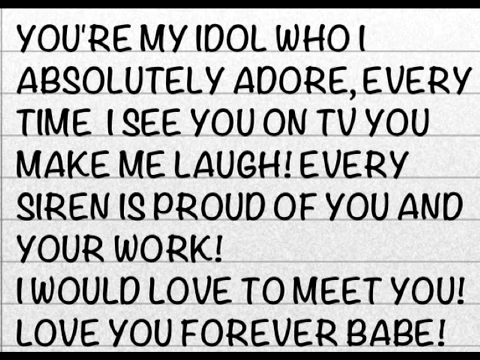 YOU'RE MY IDOL WHO I
ABSOLUTELY ADORE, EVERY
TIME I SEE YOU ON TV YOU
MAKE ME LAUGH! EVERY
SIREN IS PROUD OF YOU AND
YOUR WORK!
I WOULD LOVE TO MEET YOU!
LOVE YOU FOREVER BABE!